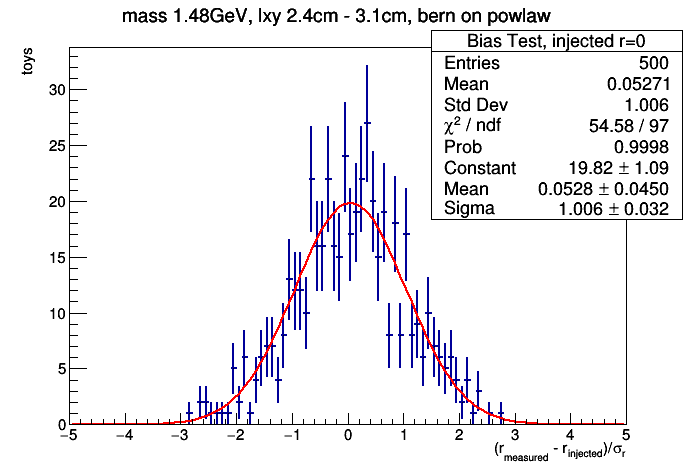 mass 1.48GeV, lxy 2.4cm - 3.1cm, bern on powlaw
Bias Test, injected r=0
Entries 500
Mean 0.05271
Std Dev 1.006
χ² / ndf 54.58 / 97
Prob 0.9998
Constant 19.82 ± 1.09
Mean 0.0528 ± 0.0450
Sigma 1.006 ± 0.032
toys
30
25
20
15
10
5
0
−5 −4 −3 −2 −1 0 1 2 3 4 5
(r_measured - r_injected)/σ_r